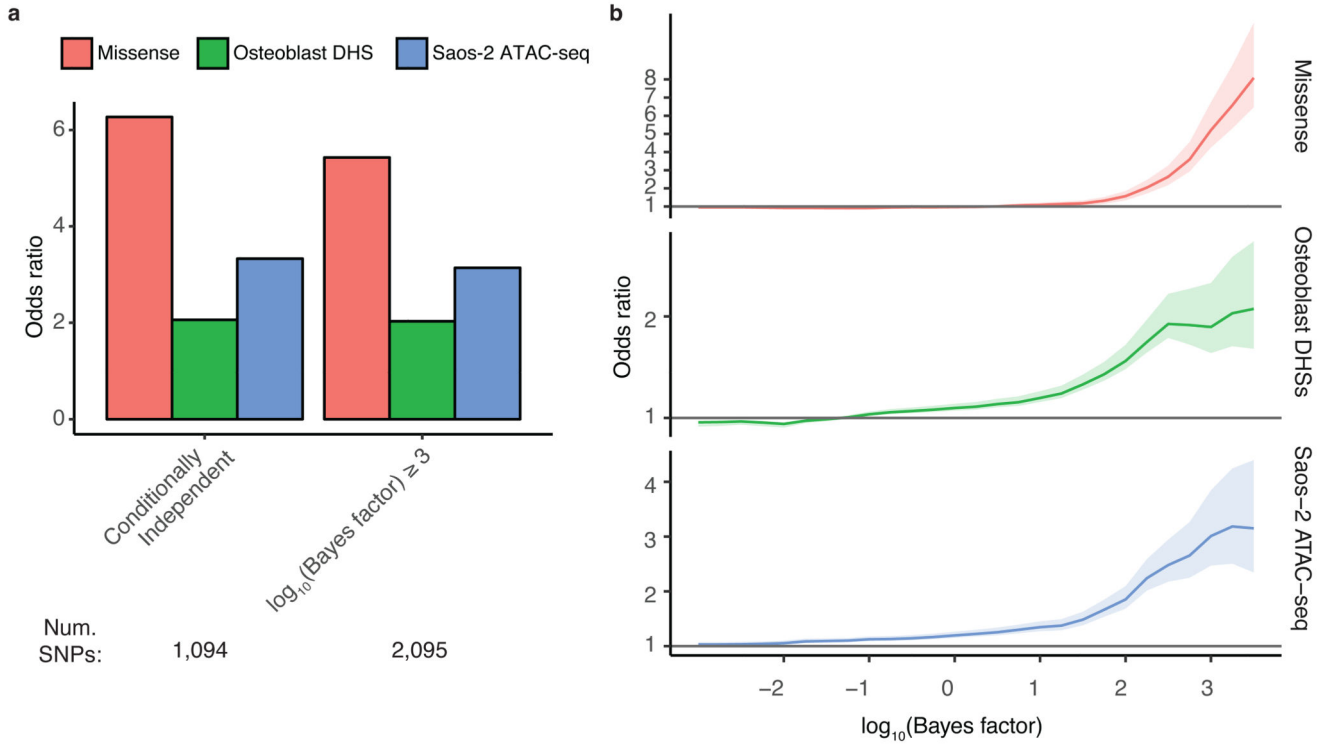 a
Missense
Osteoblast DHS
Saos-2 ATAC-seq
Odds ratio
6
4
2
0
Conditionally
Independent
log10(Bayes factor) ≥ 3
Num.
SNPs:
1,094
2,095
b
Odds ratio
8
7
6
5
4
3
2
1
Missense
2
1
Osteoblast DHSs
4
3
2
1
Saos−2 ATAC−seq
−2
−1
0
1
2
3
log10(Bayes factor)